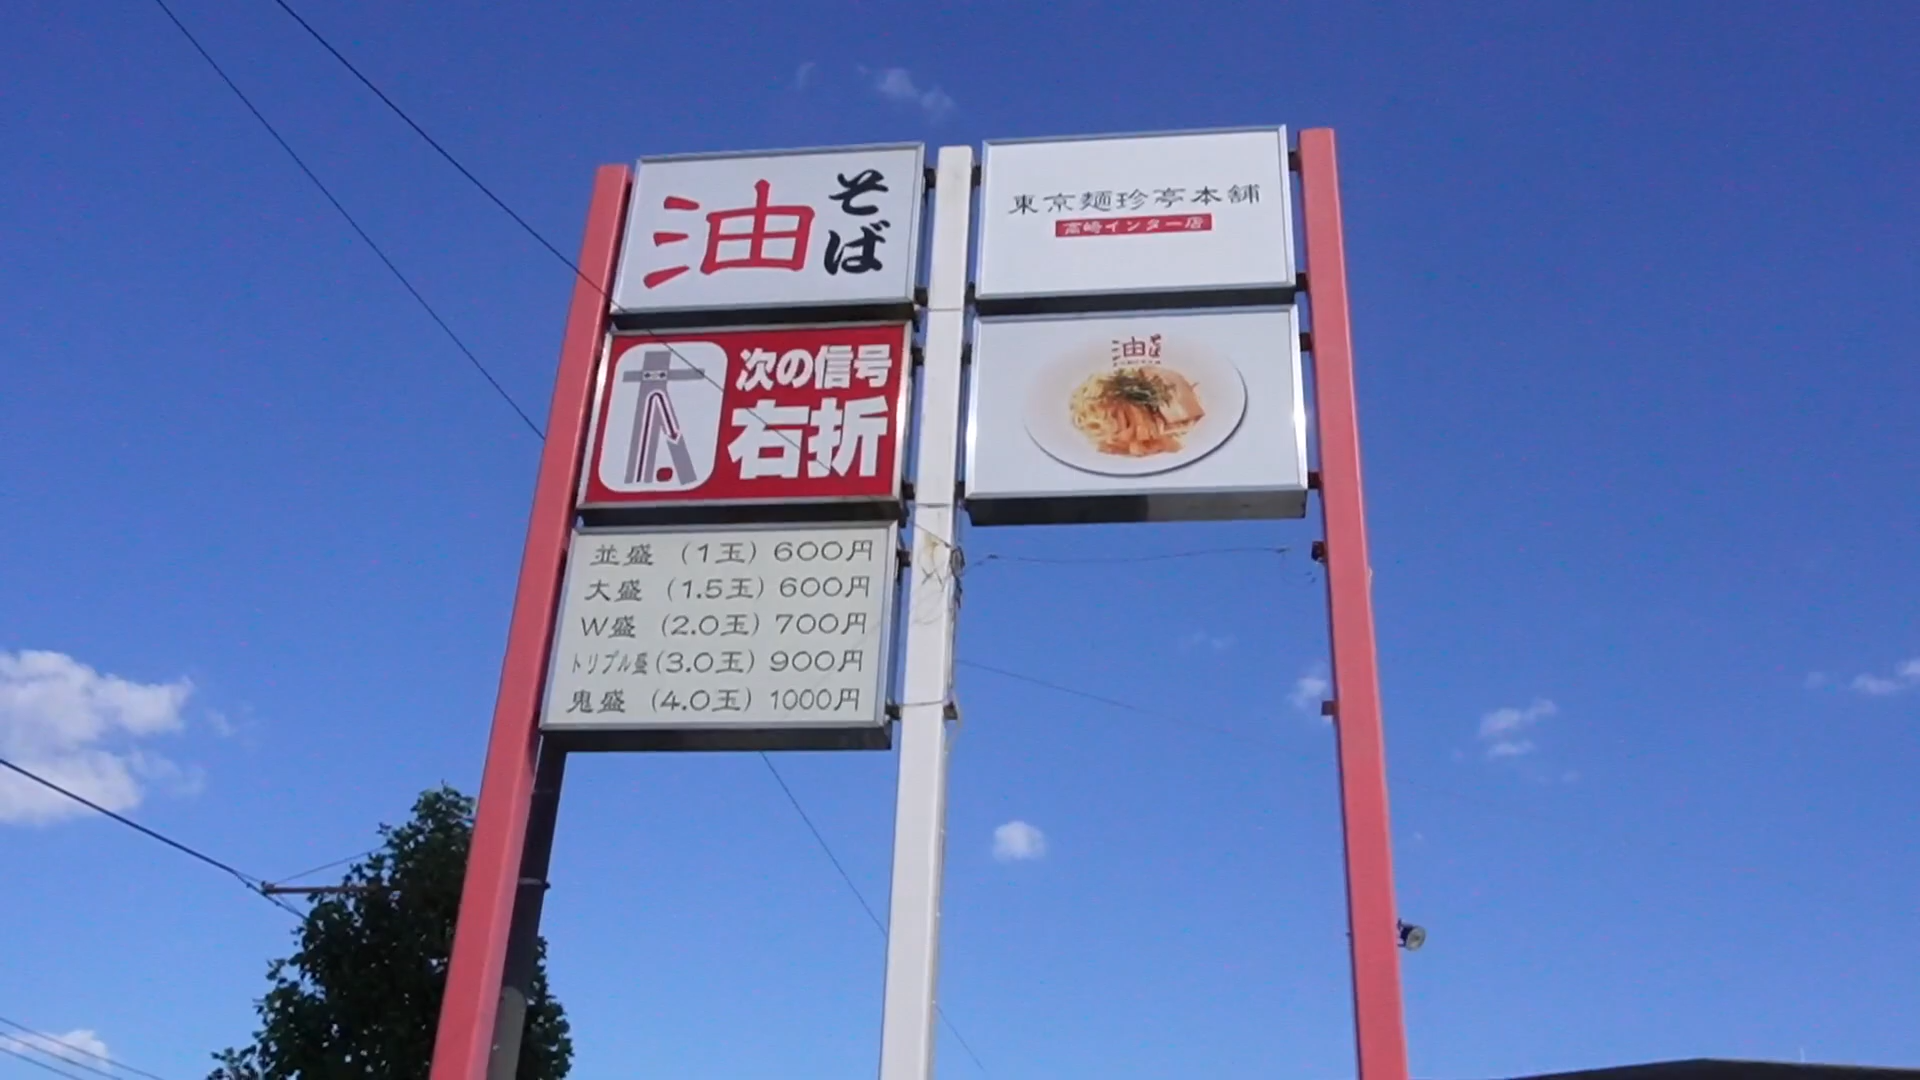 油そば
次の信号
右折
並盛 (1玉) 600円
大盛 (1.5玉) 600円
W盛 (2.0玉) 700円
トリプル盛 (3.0玉) 900円
鬼盛 (4.0玉) 1000円
東京麺珍亭本舗
高崎インター店
油そば